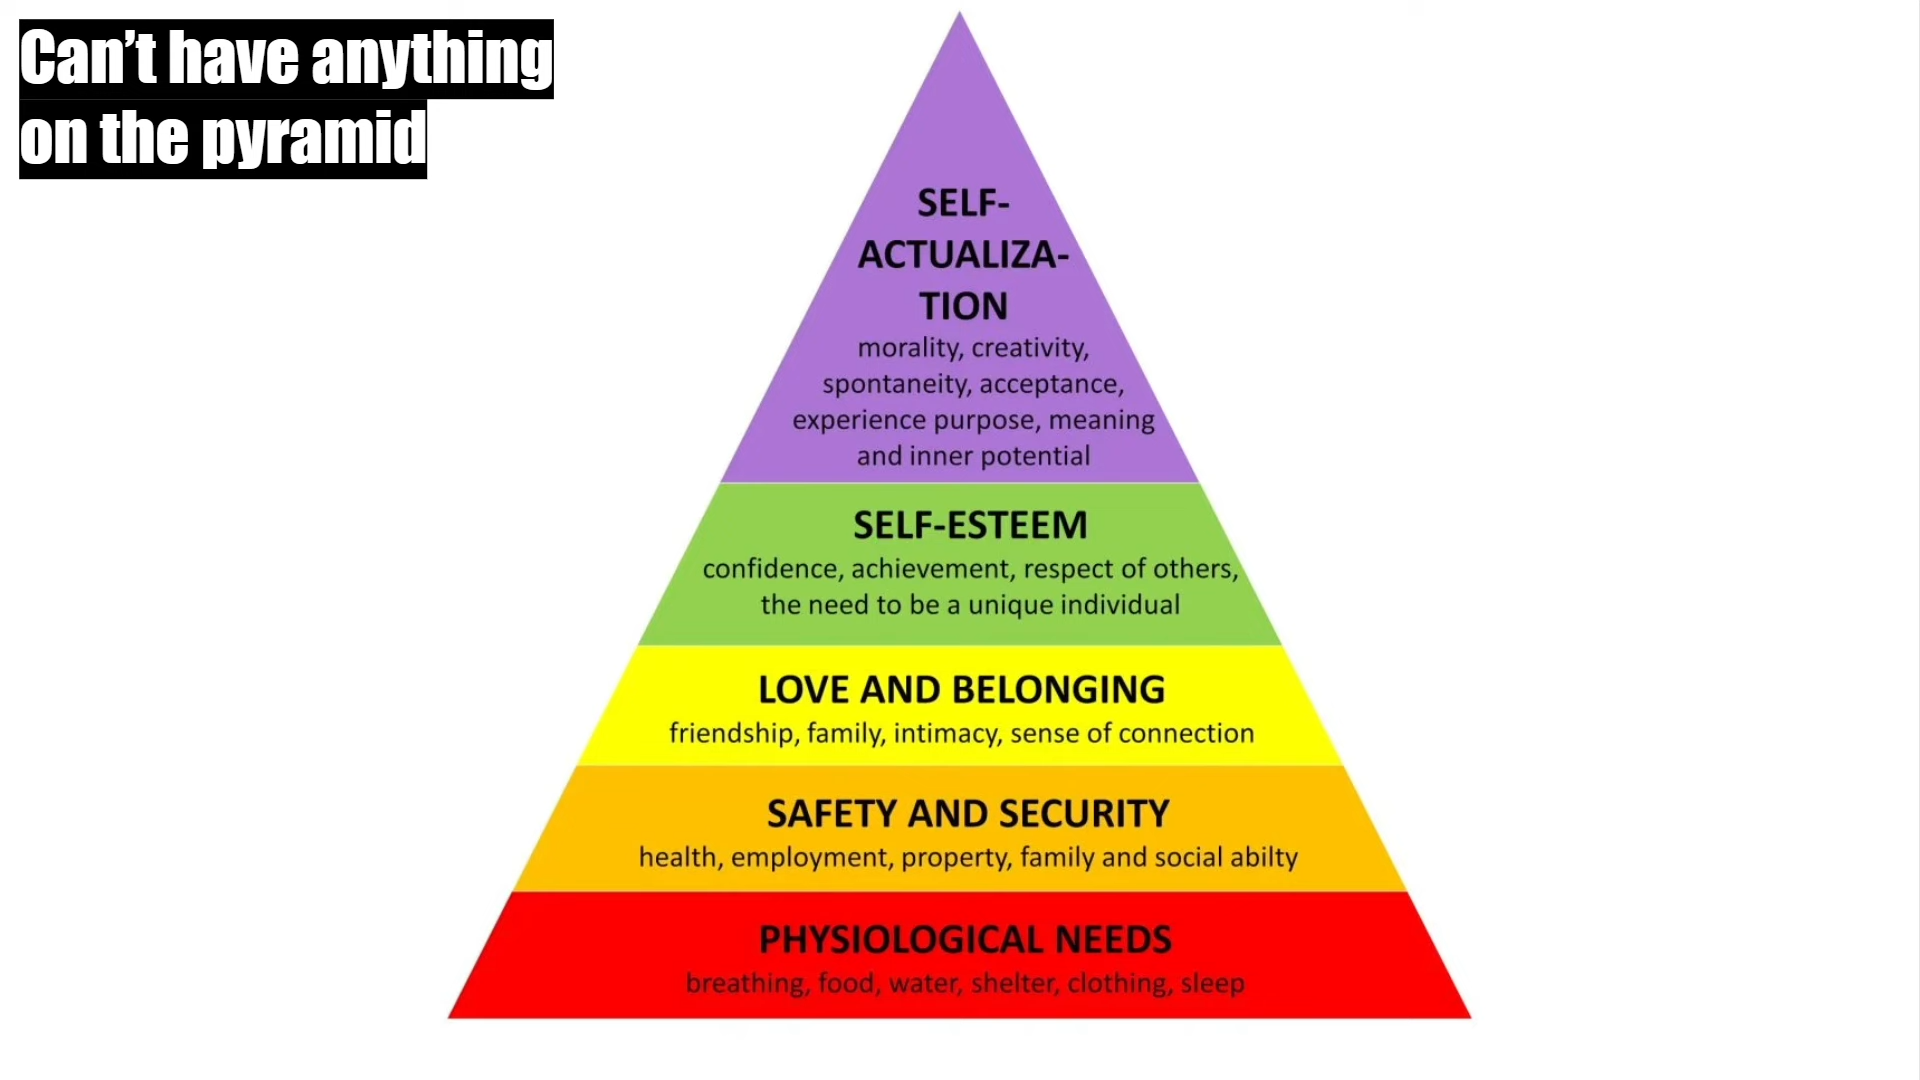 Can’t have anything
on the pyramid
SELF-
ACTUALIZA-
TION
morality, creativity,
spontaneity, acceptance,
experience purpose, meaning
and inner potential
SELF-ESTEEM
confidence, achievement, respect of others,
the need to be a unique individual
LOVE AND BELONGING
friendship, family, intimacy, sense of connection
SAFETY AND SECURITY
health, employment, property, family and social abilty
PHYSIOLOGICAL NEEDS
breathing, food, water, shelter, clothing, sleep